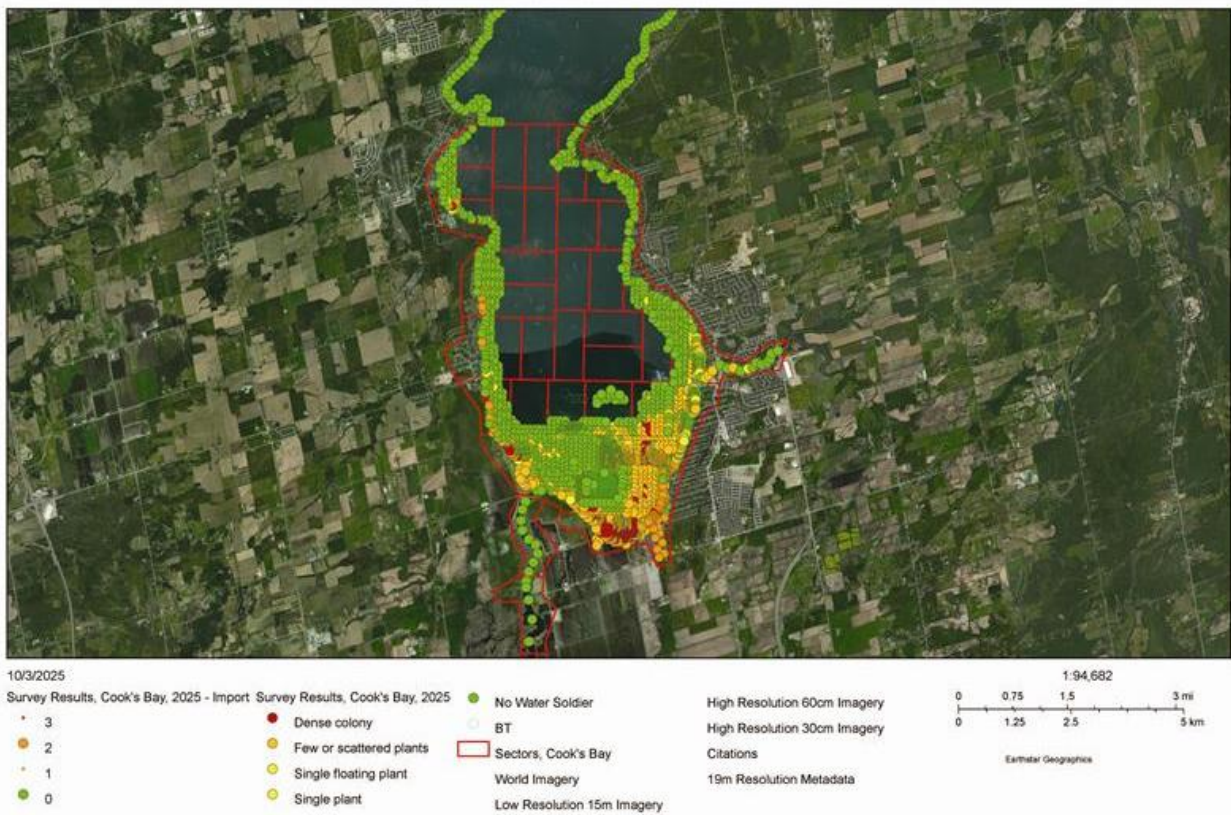 10/3/2025
Survey Results, Cook's Bay, 2025 - Import
3
2
1
0
Survey Results, Cook's Bay, 2025
Dense colony
Few or scattered plants
Single floating plant
Single plant
No Water Soldier
BT
Sectors, Cook's Bay
World Imagery
Low Resolution 15m Imagery
High Resolution 60cm Imagery
High Resolution 30cm Imagery
Citations
19m Resolution Metadata
1:94,682
0 0.75 1.5 3 mi
0 1.25 2.5 5 km
Earthstar Geographics